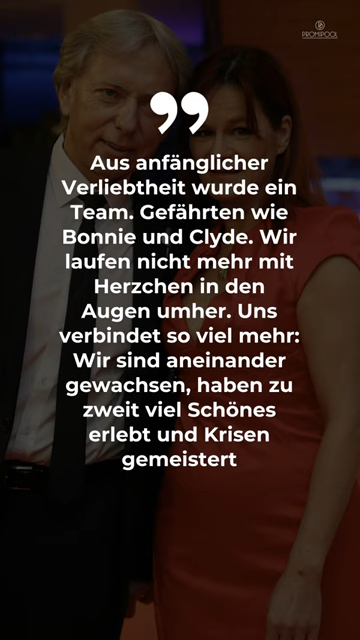 PROMIPOOL
Aus anfänglicher
Verliebtheit wurde ein
Team. Gefährten wie
Bonnie und Clyde. Wir
laufen nicht mehr mit
Herzchen in den
Augen umher. Uns
verbindet so viel mehr:
Wir sind aneinander
gewachsen, haben zu
zweit viel Schönes
erlebt und Krisen
gemeistert